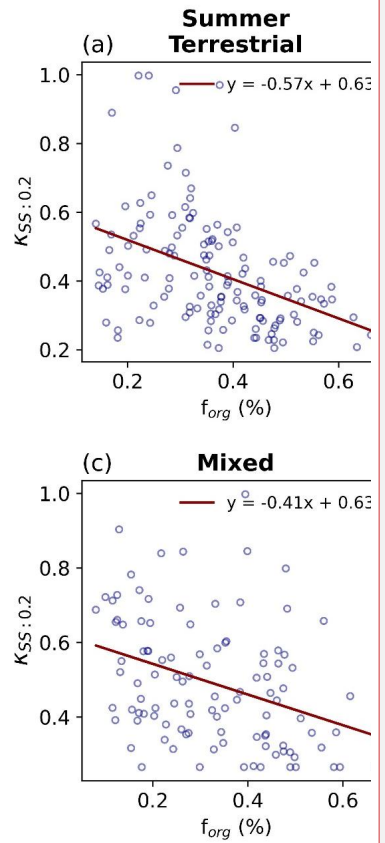 Summer
Terrestrial
(a)
y = -0.57x + 0.63
1.0
0.8
0.6
0.4
0.2
κSS : 0.2
0.2 0.4 0.6
forg (%)
(c) Mixed
y = -0.41x + 0.63
1.0
0.8
0.6
0.4
κSS : 0.2
0.2 0.4 0.6
forg (%)